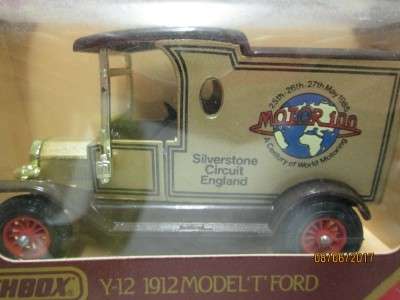 25th-26th-27th May 1985
MOTOR 100
A Century of World Motoring
Silverstone
Circuit
England
CHBOX
Y-12 1912 MODEL 'T' FORD
08/06/2017